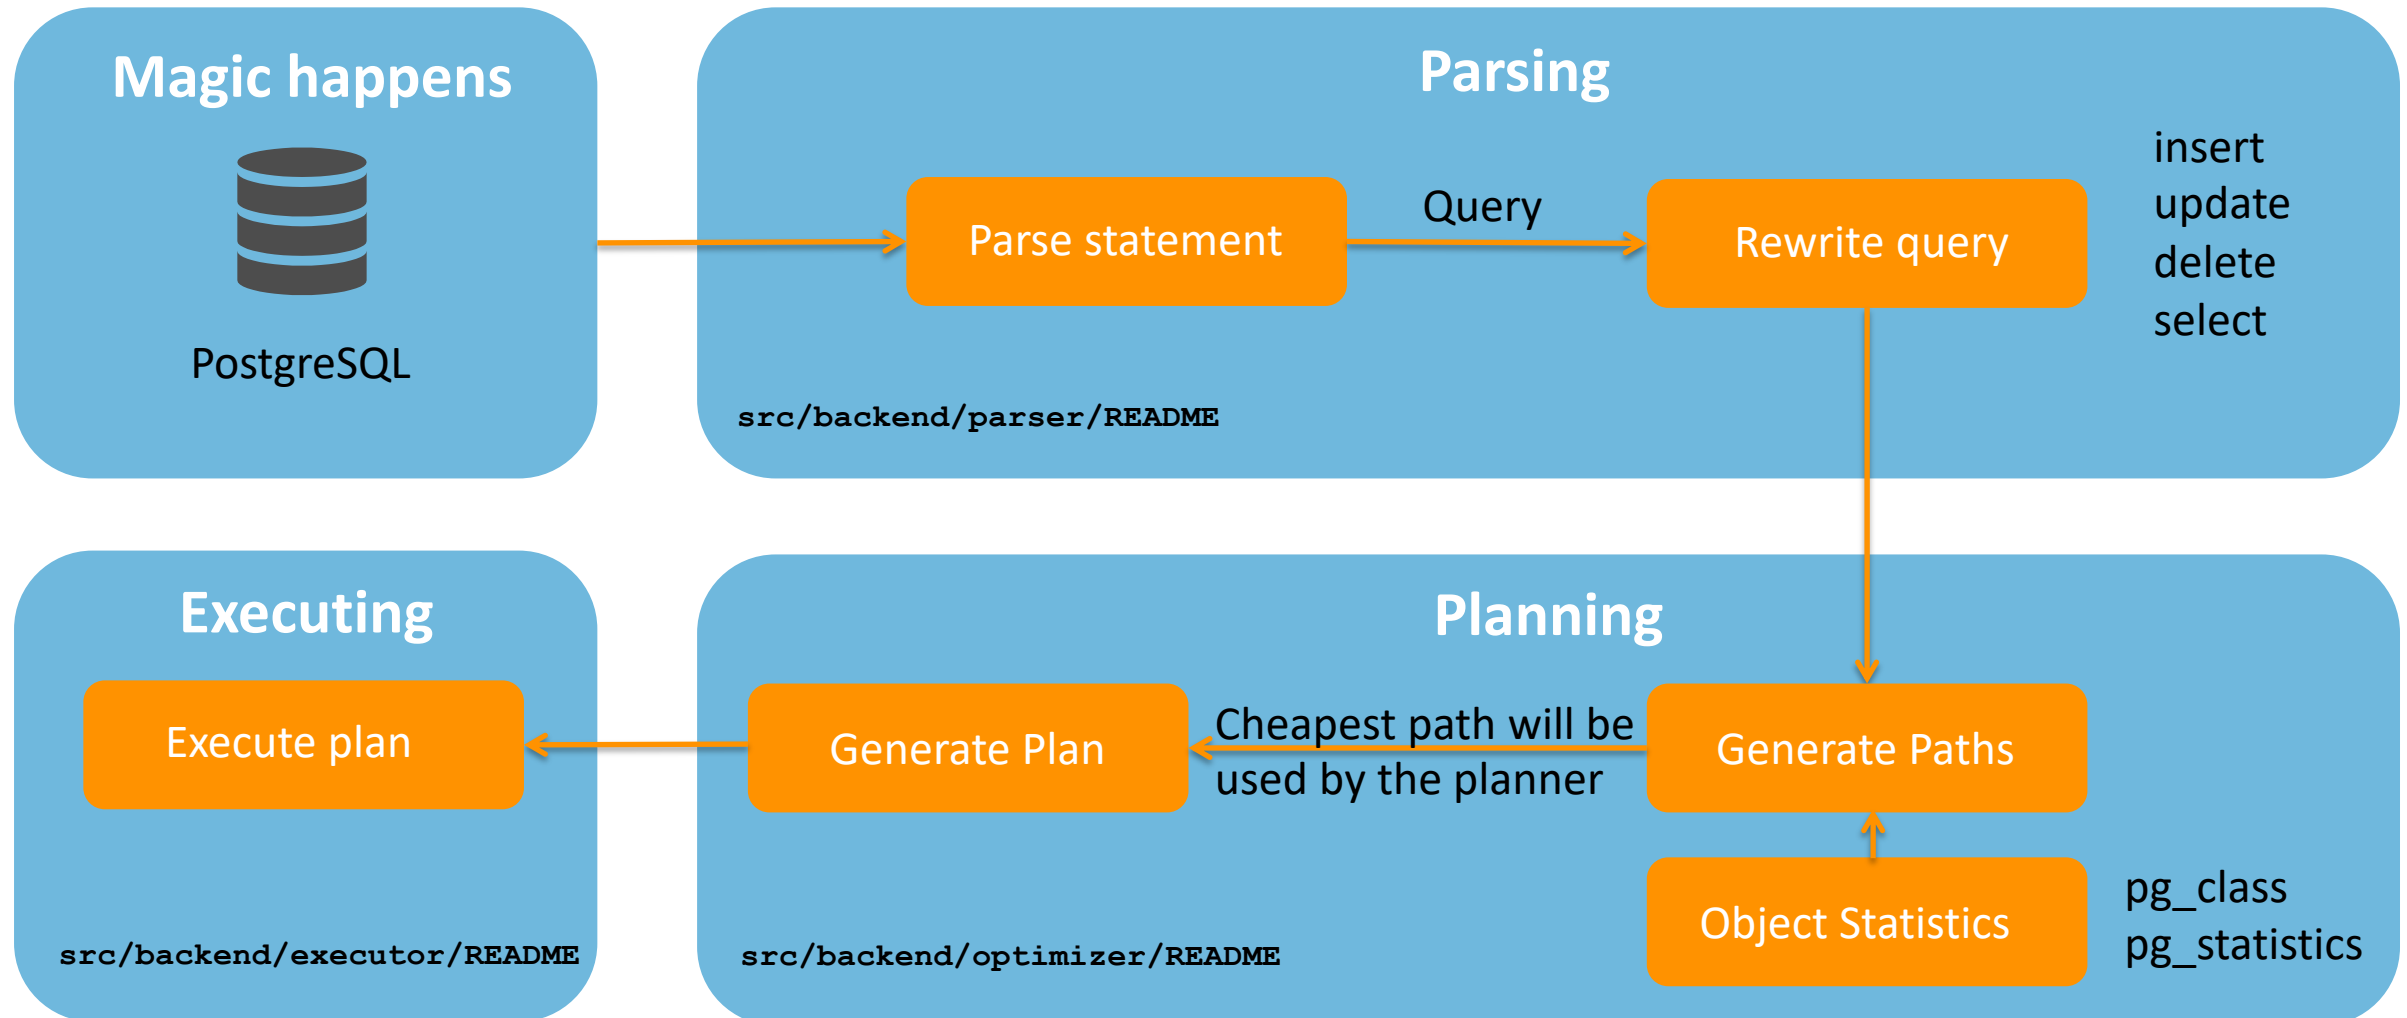 Magic happens
PostgreSQL
Parsing
Parse statement
Query
Rewrite query
insert
update
delete
select
src/backend/parser/README
Executing
Execute plan
src/backend/executor/README
Planning
Generate Plan
Cheapest path will be
used by the planner
Generate Paths
Object Statistics
pg_class
pg_statistics
src/backend/optimizer/README